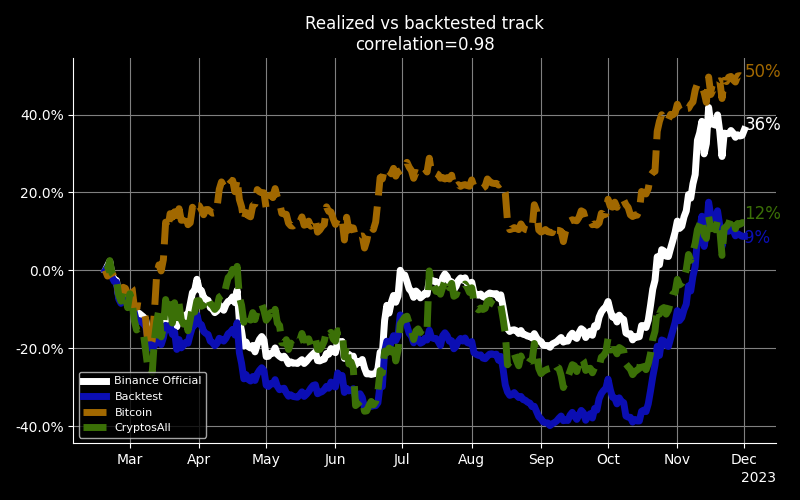 Realized vs backtested track
correlation=0.98
50%
36%
12%
9%
40.0%
20.0%
0.0%
-20.0%
-40.0%
Binance Official
Backtest
Bitcoin
CryptosAll
Mar Apr May Jun Jul Aug Sep Oct Nov Dec
2023